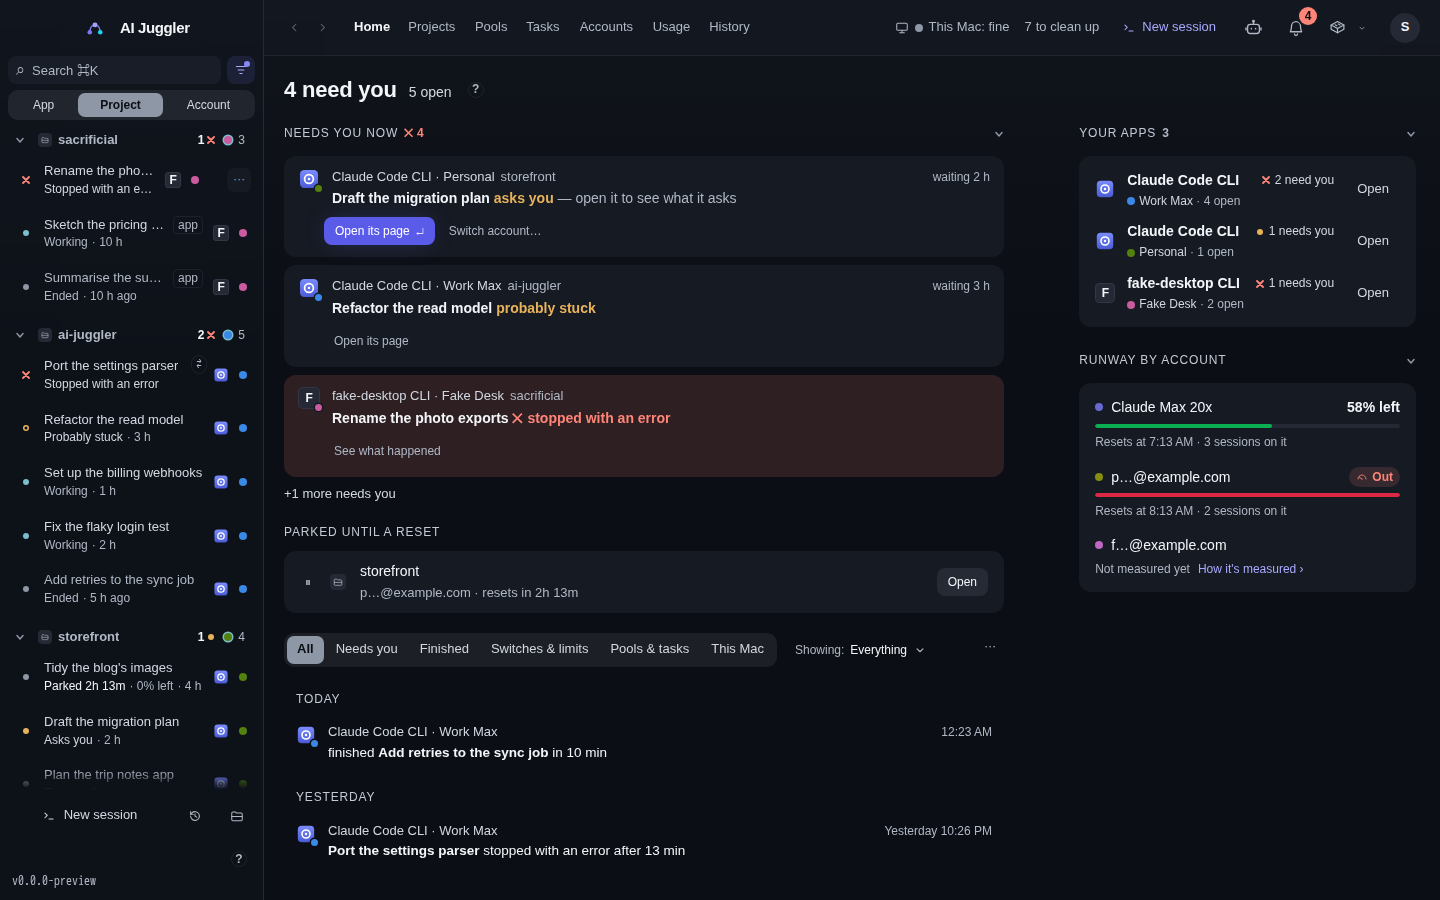 AI Juggler
Search ⌘K
App Project Account
sacrificial 1 3
Rename the pho… F
Stopped with an e…
Sketch the pricing … app F
Working · 10 h
Summarise the su… app F
Ended · 10 h ago
ai-juggler 2 5
Port the settings parser
Stopped with an error
Refactor the read model
Probably stuck · 3 h
Set up the billing webhooks
Working · 1 h
Fix the flaky login test
Working · 2 h
Add retries to the sync job
Ended · 5 h ago
storefront 1 4
Tidy the blog's images
Parked 2h 13m · 0% left · 4 h
Draft the migration plan
Asks you · 2 h
Plan the trip notes app
New session
?
v0.0.0-preview
Home Projects Pools Tasks Accounts Usage History
This Mac: fine 7 to clean up New session 4 S
4 need you 5 open ?
NEEDS YOU NOW 4
Claude Code CLI · Personal storefront waiting 2 h
Draft the migration plan asks you — open it to see what it asks
Open its page Switch account…
Claude Code CLI · Work Max ai-juggler waiting 3 h
Refactor the read model probably stuck
Open its page
F fake-desktop CLI · Fake Desk sacrificial
Rename the photo exports stopped with an error
See what happened
+1 more needs you
PARKED UNTIL A RESET
storefront
p…@example.com · resets in 2h 13m
Open
All Needs you Finished Switches & limits Pools & tasks This Mac Showing: Everything …
TODAY
Claude Code CLI · Work Max 12:23 AM
finished Add retries to the sync job in 10 min
YESTERDAY
Claude Code CLI · Work Max Yesterday 10:26 PM
Port the settings parser stopped with an error after 13 min
YOUR APPS 3
Claude Code CLI 2 need you Open
Work Max · 4 open
Claude Code CLI 1 needs you Open
Personal · 1 open
F fake-desktop CLI 1 needs you Open
Fake Desk · 2 open
RUNWAY BY ACCOUNT
Claude Max 20x 58% left
Resets at 7:13 AM · 3 sessions on it
p…@example.com Out
Resets at 8:13 AM · 2 sessions on it
f…@example.com
Not measured yet How it's measured ›